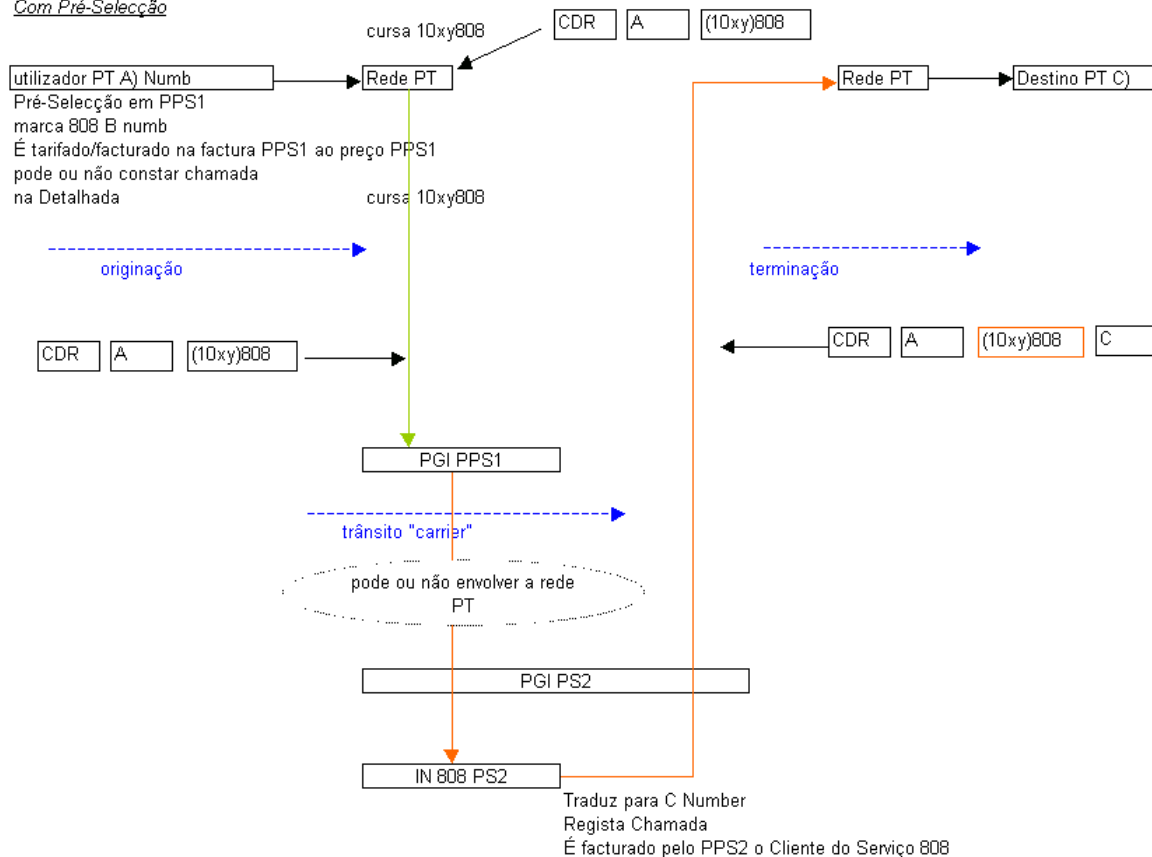 Com Pré-Selecção
cursa 10xy808
CDR A (10xy)808
utilizador PT A) Numb
Rede PT
Rede PT
Destino PT C)
Pré-Selecção em PPS1
marca 808 B numb
É tarifado/facturado na factura PPS1 ao preço PPS1
pode ou não constar chamada
na Detalhada
cursa 10xy808
originação
terminação
CDR A (10xy)808
CDR A (10xy)808 C
PGI PPS1
trânsito "carrier"
pode ou não envolver a rede
PT
PGI PS2
IN 808 PS2
Traduz para C Number
Regista Chamada
É facturado pelo PPS2 o Cliente do Serviço 808